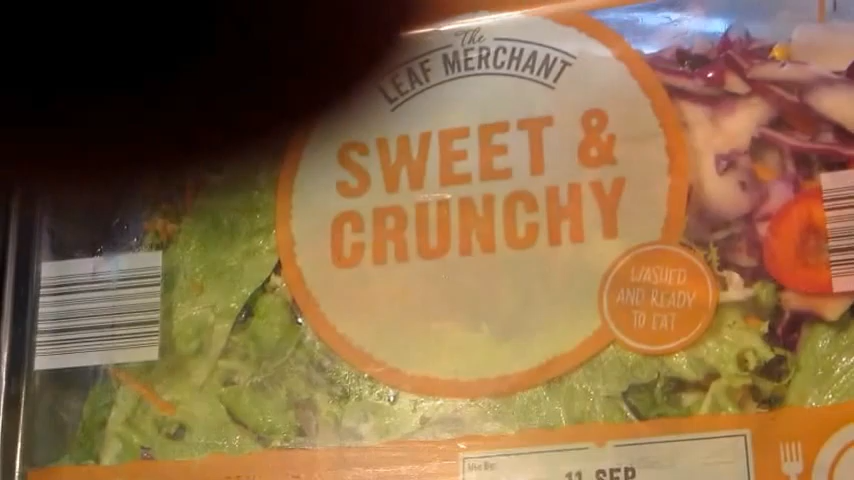 The
LEAF MERCHANT
SWEET &
CRUNCHY
WASHED
AND READY
TO EAT
Use By:
11 SEP